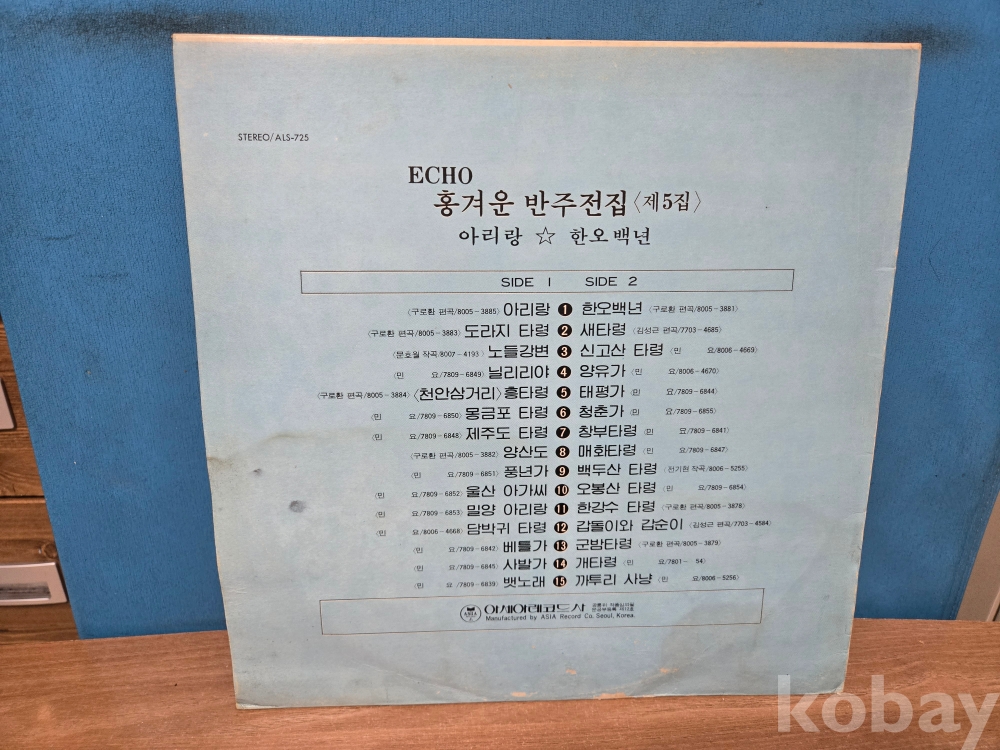 STEREO/ALS-725
ECHO
흥겨운 반주전집〈제5집〉
아리랑 ☆ 한오백년
SIDE 1 SIDE 2
(구로환 편곡/8005-3885) 아리랑 ❶ 한오백년 (구로환 편곡/8005-3881)
(구로환 편곡/8005-3883) 도라지 타령 ❷ 새타령 (김성근 편곡/7703-4685)
(문호월 작곡/8007-4193) 노들강변 ❸ 신고산 타령 (민 요/8006-4669)
(민 요/7809-6849) 닐리리야 ❹ 양유가 (민 요/8006-4670)
(구로환 편곡/8005-3884) 〈천안삼거리〉흥타령 ❺ 태평가 (민 요/7809-6844)
(민 요/7809-6850) 몽금포 타령 ❻ 청춘가 (민 요/7809-6855)
(민 요/7809-6848) 제주도 타령 ❼ 창부타령 (민 요/7809-6841)
(구로환 편곡/8005-3882) 양산도 ❽ 매화타령 (민 요/7809-6847)
(민 요/7809-6851) 풍년가 ❾ 백두산 타령 (전기현 작곡/8006-5255)
(민 요/7809-6852) 울산 아가씨 ❿ 오봉산 타령 (민 요/7809-6854)
(민 요/7809-6853) 밀양 아리랑 ⓫ 한강수 타령 (구로환 편곡/8005-3878)
(민 요/8006-4668) 담박귀 타령 ⓬ 갑돌이와 갑순이 (김성근 편곡/7703-4584)
(민 요/7809-6842) 베틀가 ⓭ 군밤타령 (구로환 편곡/8005-3879)
(민 요/7809-6845) 사발가 ⓮ 개타령 (민 요/7801- 54)
(민 요/7809-6839) 뱃노래 ⓯ 까투리 사냥 (민 요/8006-5256)
ASIA 아세아레코드사
Manufactured by ASIA Record Co. Seoul, Korea.
kobay